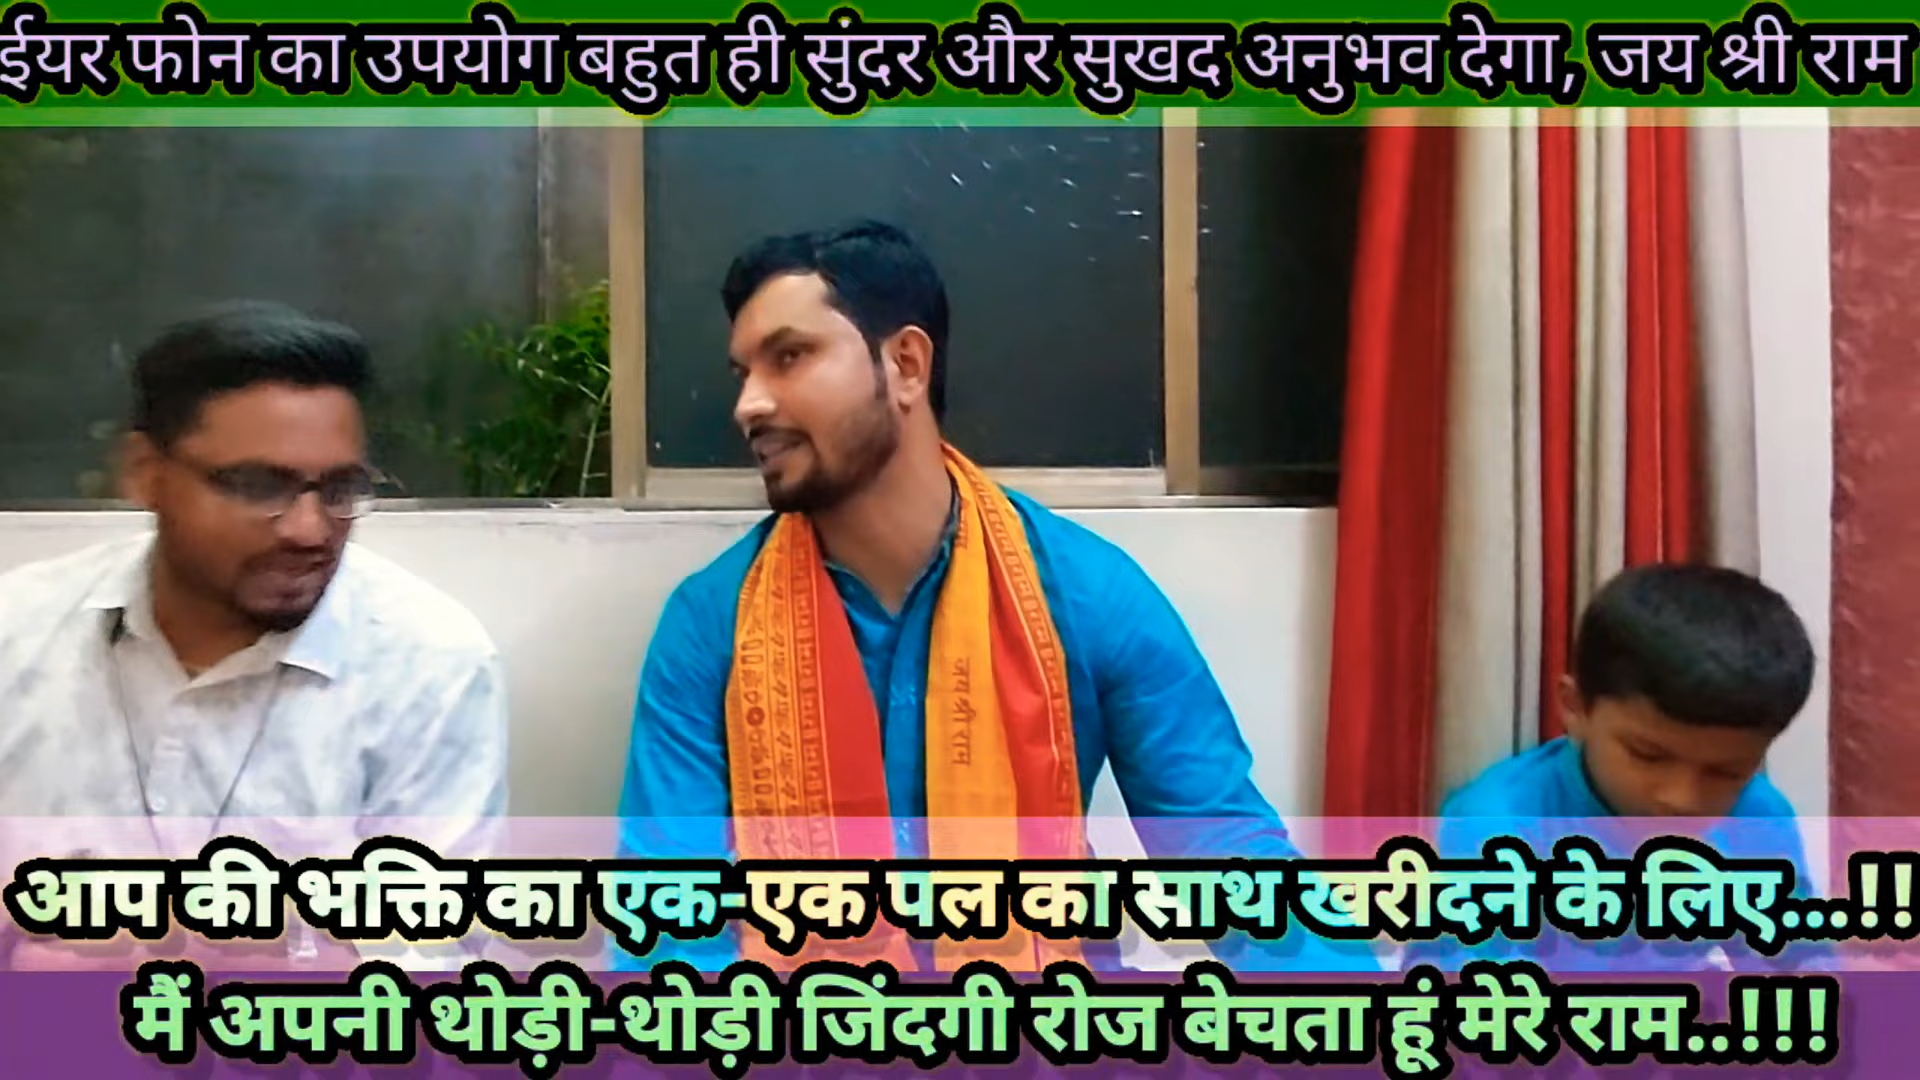 ईयर फोन का उपयोग बहुत ही सुंदर और सुखद अनुभव देगा, जय श्री राम
जय श्री राम
आप की भक्ति का एक-एक पल का साथ खरीदने के लिए...!!
मैं अपनी थोड़ी-थोड़ी जिंदगी रोज बेचता हूं मेरे राम..!!!